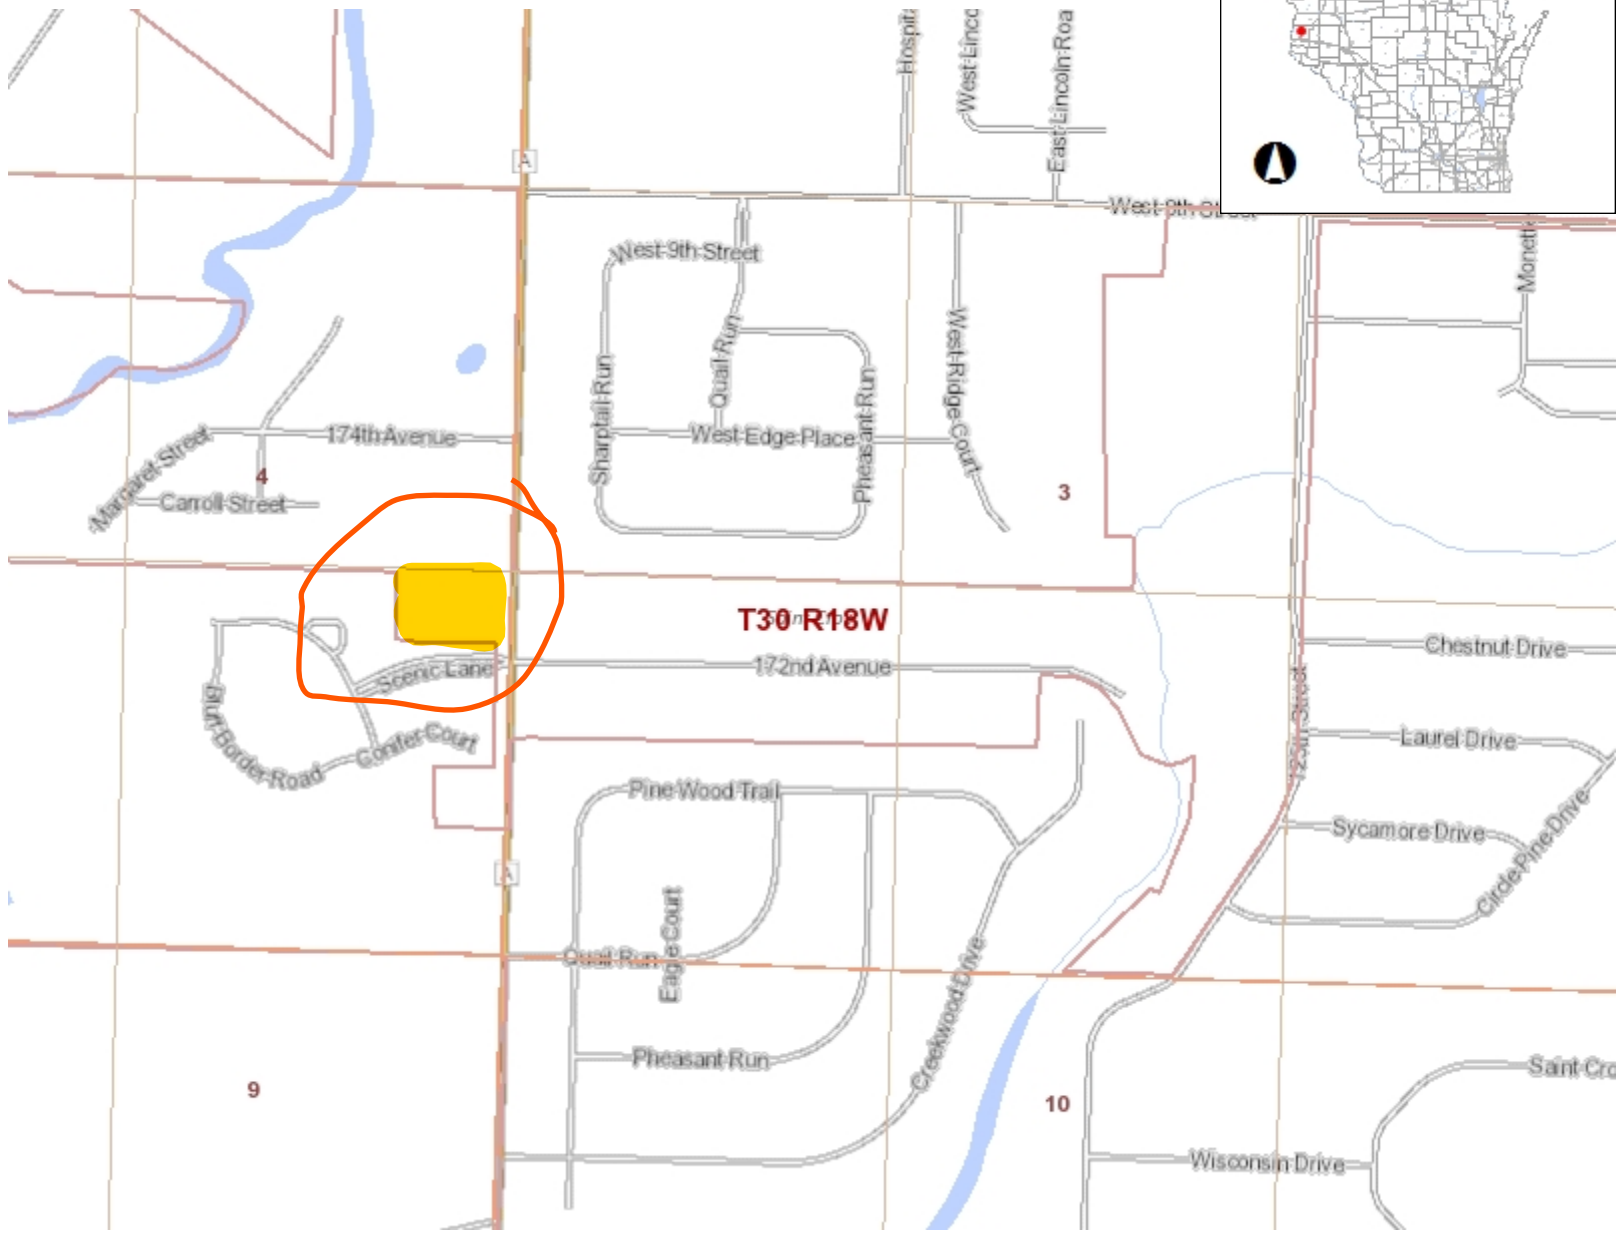 West Linco
East Lincoln Roa
A
West 9th Street
Monett
Quail Run
Sharptail Run
Pheasant Run
West Ridge Court
174th Avenue
West Edge Place
Margaret Street
4
Carroll Street
3
T30 R18W
Chestnut Drive
172nd Avenue
Scenic Lane
Bluff Border Road
Conifer Court
Laurel Drive
Pine Wood Trail
Sycamore Drive
Circle Pine Drive
A
Eagle Court
Quail Run
Creekwood Drive
Pheasant Run
Saint Cro
9
10
Wisconsin Drive